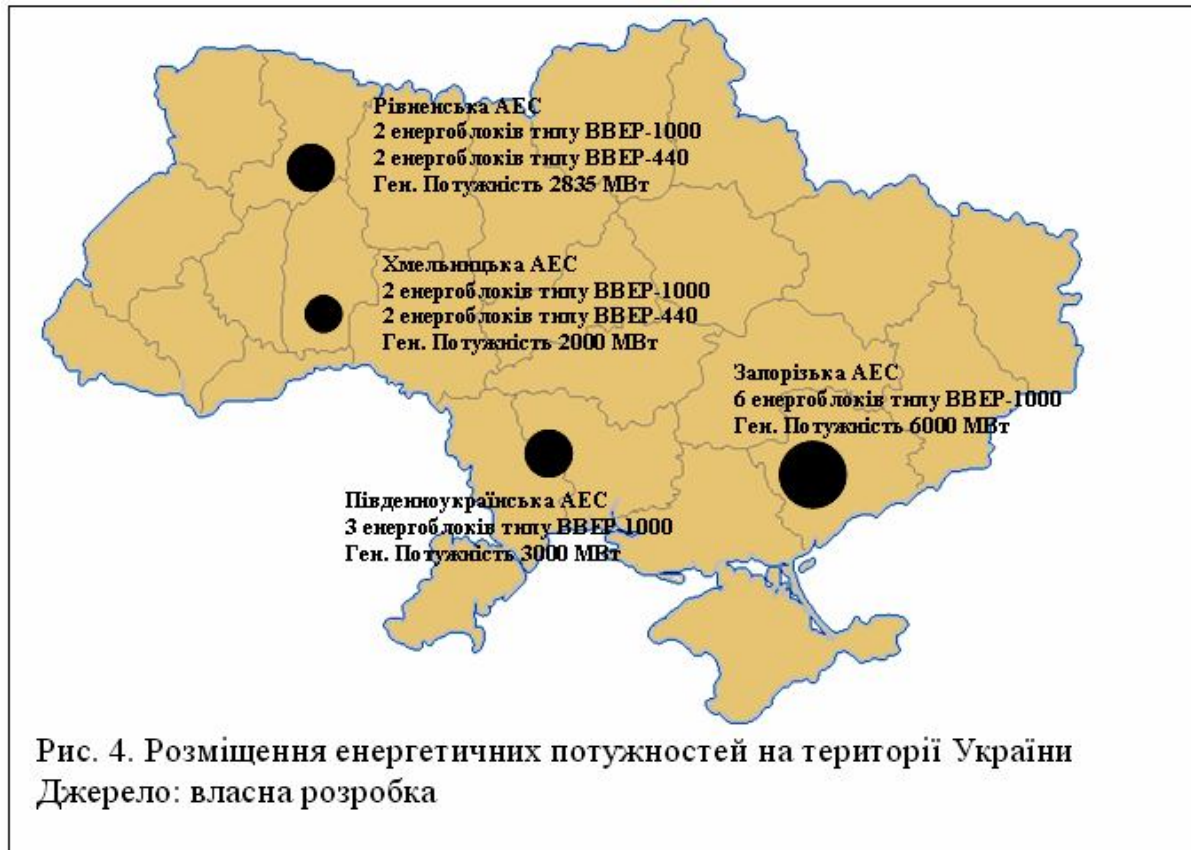 Рівненська АЕС
2 енергоблоків типу ВВЕР-1000
2 енергоблоків типу ВВЕР-440
Ген. Потужність 2835 МВт
Хмельницька АЕС
2 енергоблоків типу ВВЕР-1000
2 енергоблоків типу ВВЕР-440
Ген. Потужність 2000 МВт
Запорізька АЕС
6 енергоблоків типу ВВЕР-1000
Ген. Потужність 6000 МВт
Південноукраїнська АЕС
3 енергоблоків типу ВВЕР-1000
Ген. Потужність 3000 МВт
Рис. 4. Розміщення енергетичних потужностей на території України
Джерело: власна розробка